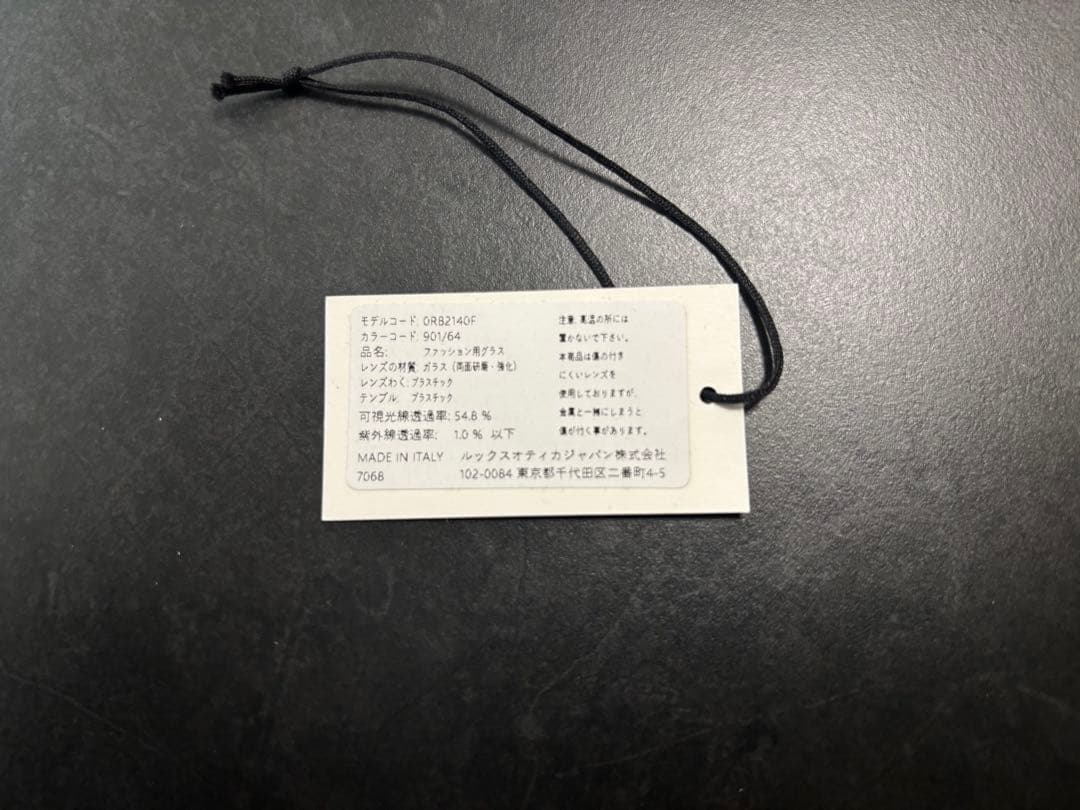 モデルコード: 0RB2140F
カラーコード: 901/64
品名: ファッション用グラス
レンズの材質: ガラス（両面研磨・強化）
レンズわく: プラスチック
テンプル: プラスチック
可視光線透過率: 54.8 %
紫外線透過率: 1.0 % 以下
注意: 高温の所には
置かないで下さい。
本商品は傷の付き
にくいレンズを
使用しておりますが、
金属と一緒にしまうと
傷が付く事があります。
MADE IN ITALY ルックスオティカジャパン株式会社
7068 102-0084 東京都千代田区二番町4-5